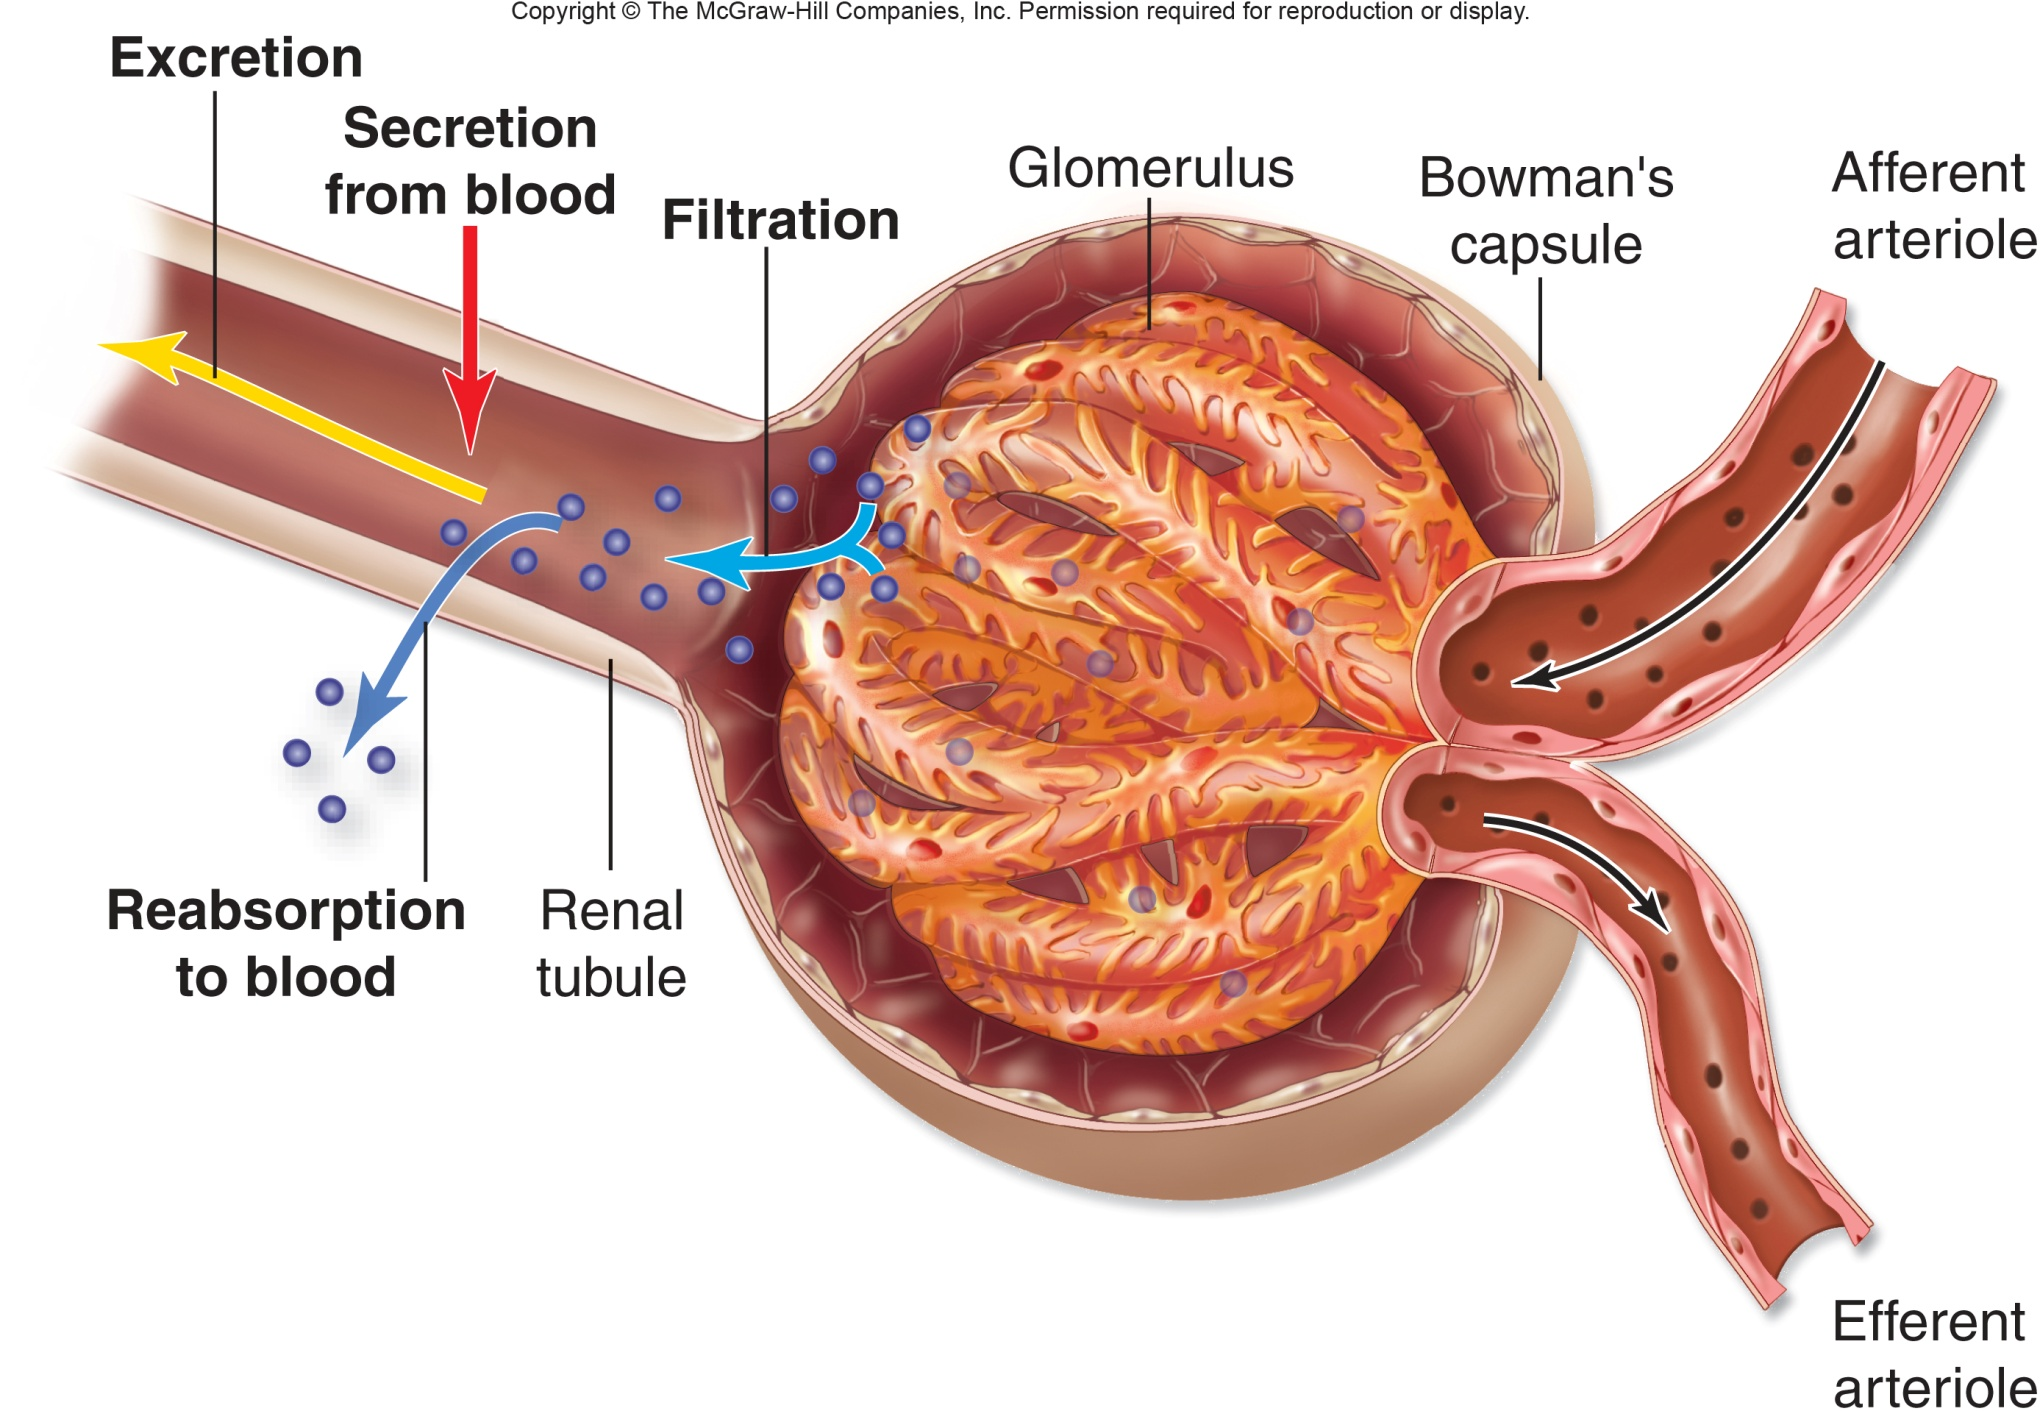 Copyright © The McGraw-Hill Companies, Inc. Permission required for reproduction or display.
Excretion
Secretion
from blood
Filtration
Glomerulus
Bowman's
capsule
Afferent
arteriole
Reabsorption
to blood
Renal
tubule
Efferent
arteriole